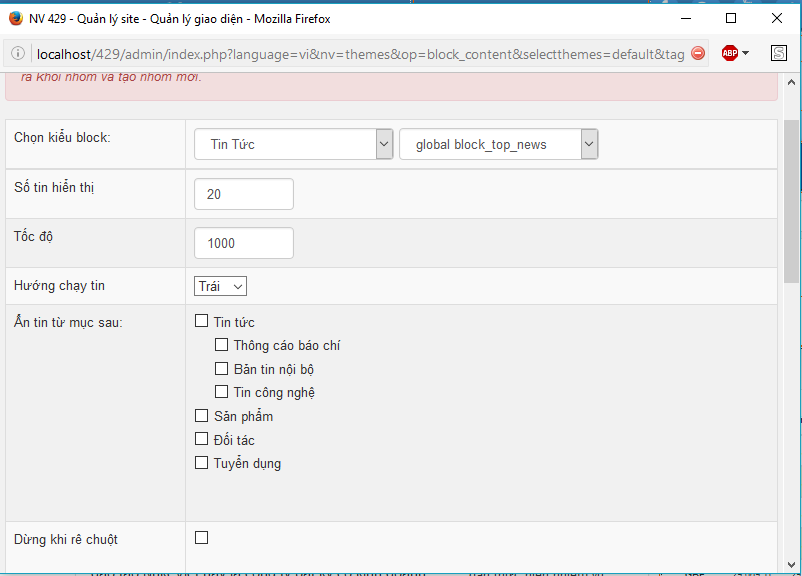 NV 429 - Quản lý site - Quản lý giao diện - Mozilla Firefox
localhost/429/admin/index.php?language=vi&nv=themes&op=block_content&selectthemes=default&tag
ABP
S
ra khỏi nhóm và tạo nhóm mới.
Chọn kiểu block:
Tin Tức
global block_top_news
Số tin hiển thị
20
Tốc độ
1000
Hướng chạy tin
Trái
Ẩn tin từ mục sau:
Tin tức
Thông cáo báo chí
Bản tin nội bộ
Tin công nghệ
Sản phẩm
Đối tác
Tuyển dụng
Dừng khi rê chuột